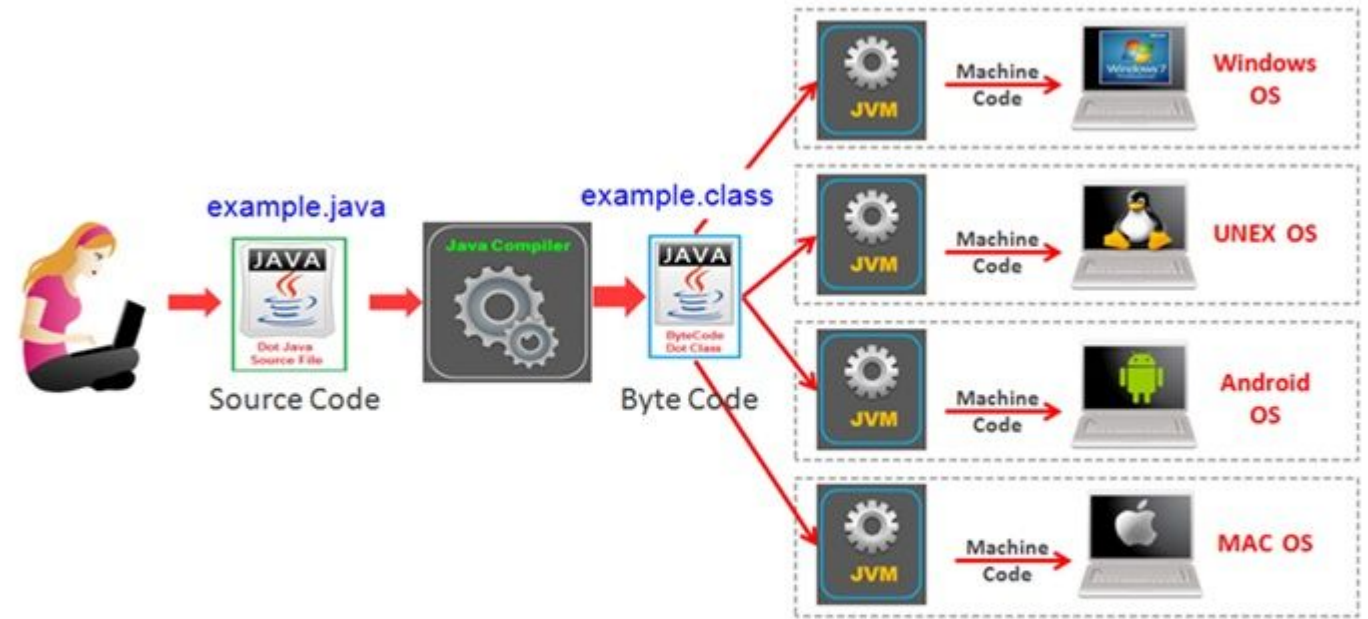 example.java
JAVA
Dot Java
Source File
Source Code
Java Compiler
example.class
JAVA
ByteCode
Dot Class
Byte Code
JVM
Machine
Code
Windows 7
Windows
OS
JVM
Machine
Code
UNEX OS
JVM
Machine
Code
Android
OS
JVM
Machine
Code
MAC OS